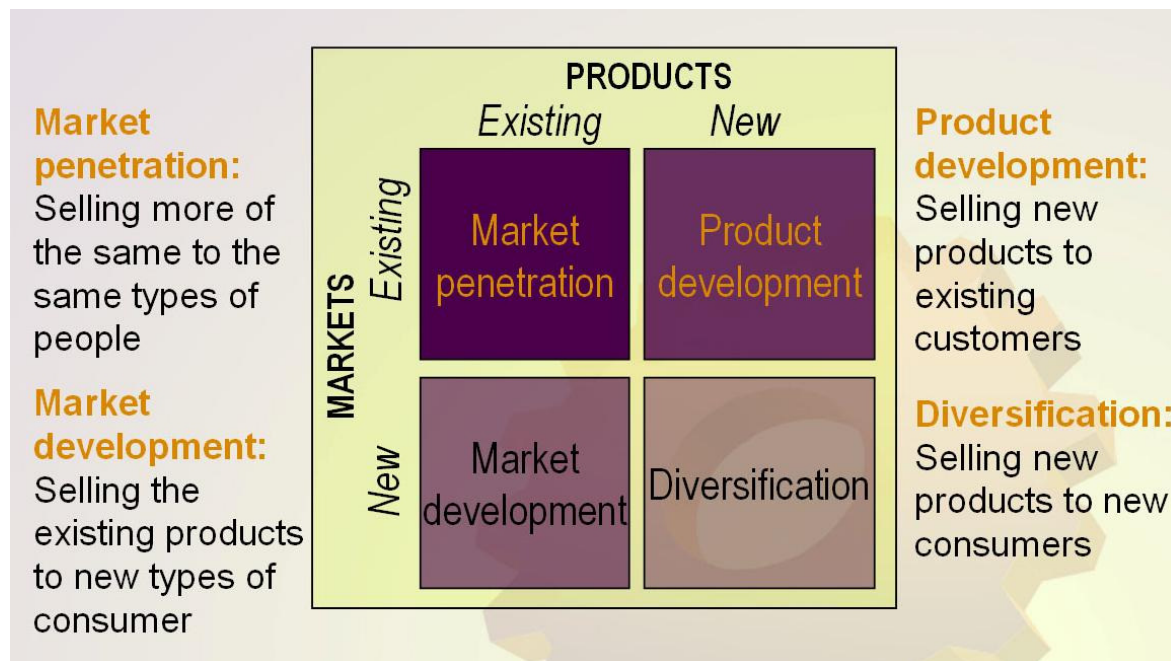 Market
penetration:
Selling more of
the same to the
same types of
people
Market
development:
Selling the
existing products
to new types of
consumer
PRODUCTS
Existing
New
MARKETS
Existing
New
Market
penetration
Product
development
Market
development
Diversification
Product
development:
Selling new
products to
existing
customers
Diversification:
Selling new
products to new
consumers